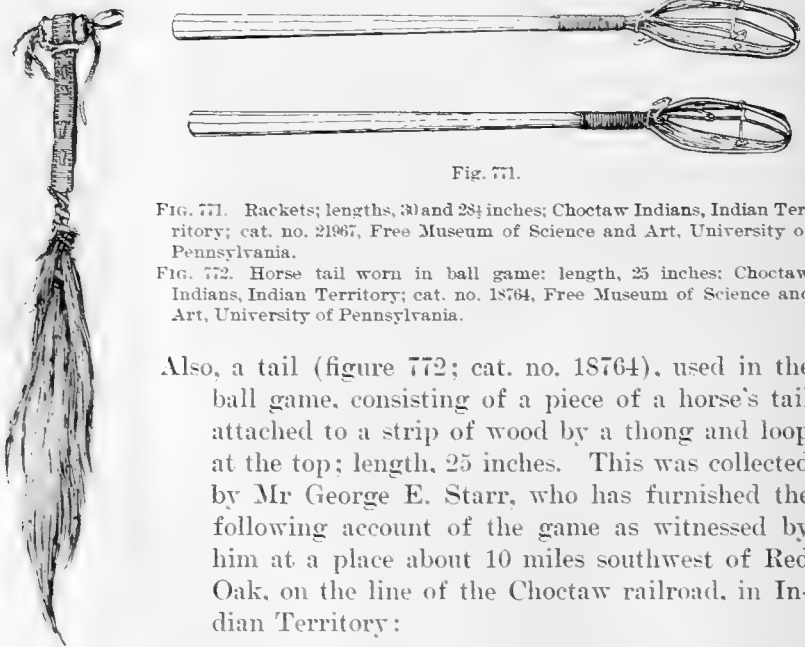 Fig. 771.
FIG. 771. Rackets; lengths, 30 and 28½ inches; Choctaw Indians, Indian Ter
ritory; cat. no. 21967, Free Museum of Science and Art, University o
Pennsylvania.
FIG. 772. Horse tail worn in ball game: length, 25 inches: Choctaw
Indians, Indian Territory; cat. no. 18764, Free Museum of Science and
Art, University of Pennsylvania.
Also, a tail (figure 772; cat. no. 18764), used in the
ball game, consisting of a piece of a horse's tail
attached to a strip of wood by a thong and loop
at the top; length, 25 inches. This was collected
by Mr George E. Starr, who has furnished the
following account of the game as witnessed by
him at a place about 10 miles southwest of Red
Oak, on the line of the Choctaw railroad, in In-
dian Territory: